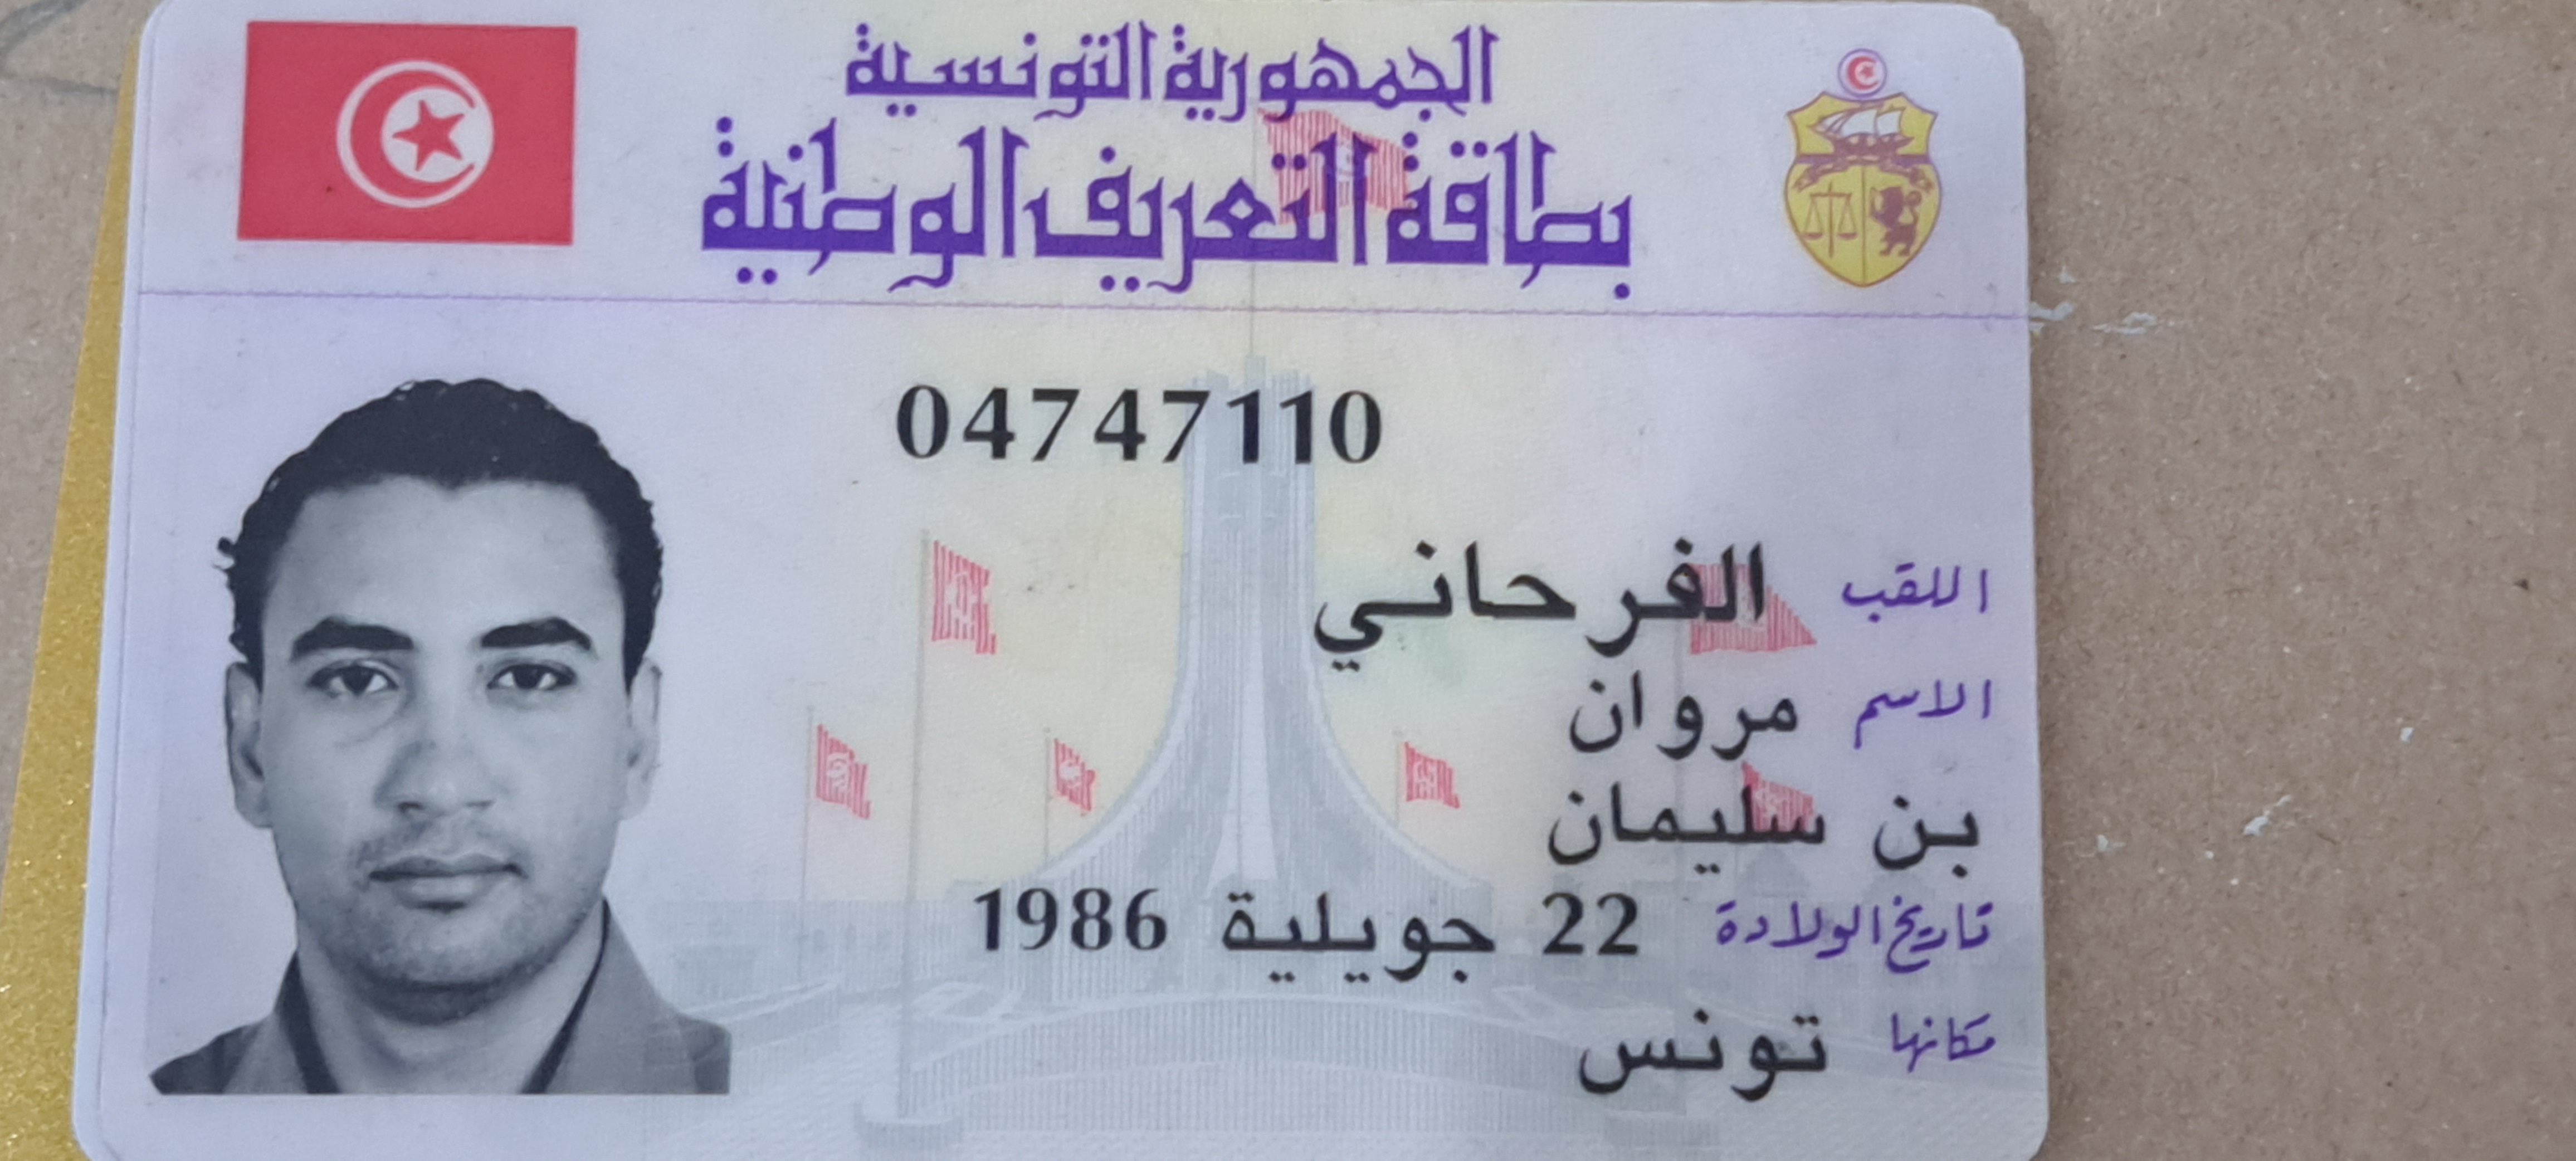 الجمهورية التونسية
بطاقة التعريف الوطنية
04747110
اللقب الفرحاني
الاسم مروان
بن سليمان
تاريخ الولادة 22 جويلية 1986
مكانها تونس